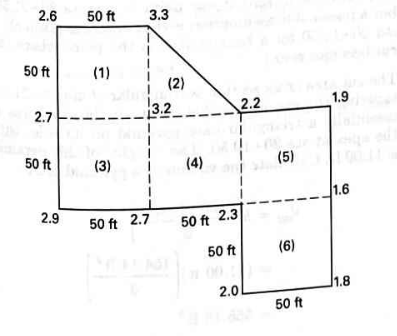 2.6 50 ft 3.3
50 ft (1) (2)
2.7 3.2 2.2 1.9
50 ft (3) (4) (5)
2.9 50 ft 2.7 50 ft 2.3 1.6
50 ft (6)
2.0 50 ft 1.8